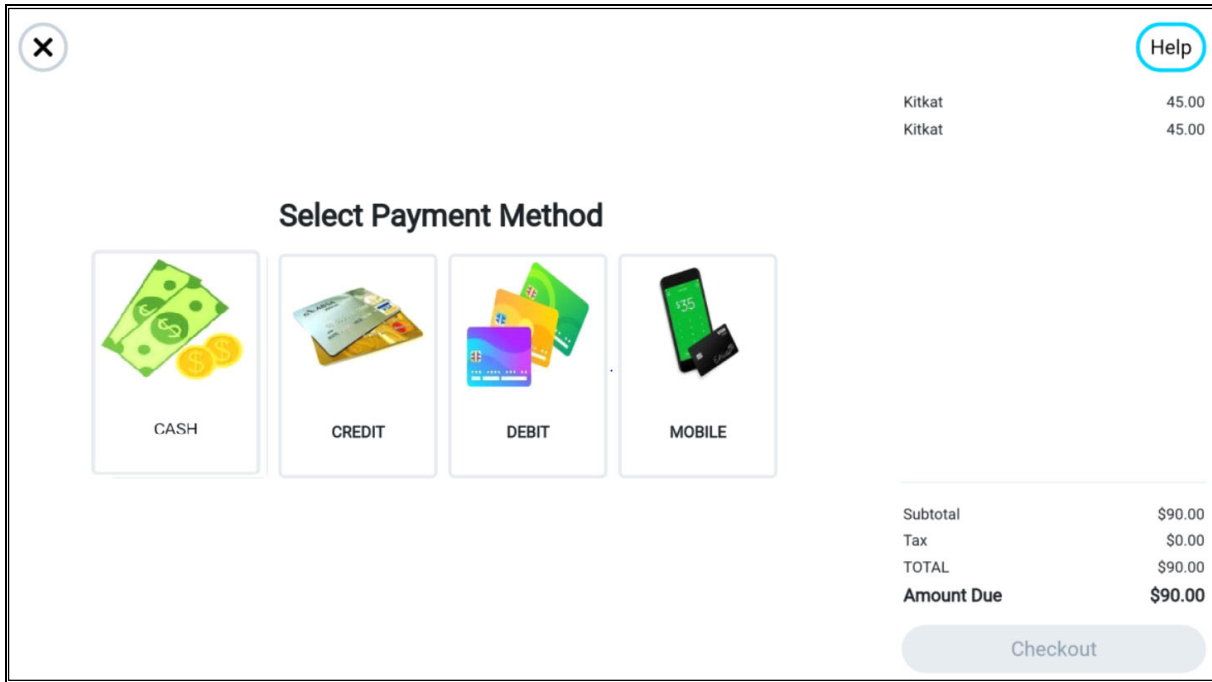 Help
Kitkat 45.00
Kitkat 45.00
Select Payment Method
$35
CASH CREDIT DEBIT MOBILE
Subtotal $90.00
Tax $0.00
TOTAL $90.00
Amount Due $90.00
Checkout